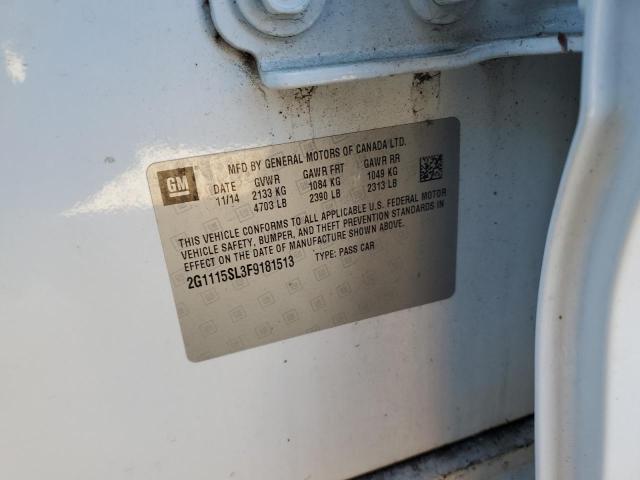 GM
MFD BY GENERAL MOTORS OF CANADA LTD.
DATE GVWR GAWR FRT GAWR RR
11/14 2133 KG 1084 KG 1049 KG
4703 LB 2390 LB 2313 LB
THIS VEHICLE CONFORMS TO ALL APPLICABLE U.S. FEDERAL MOTOR
VEHICLE SAFETY, BUMPER, AND THEFT PREVENTION STANDARDS IN
EFFECT ON THE DATE OF MANUFACTURE SHOWN ABOVE.
2G1115SL3F9181513 TYPE: PASS CAR